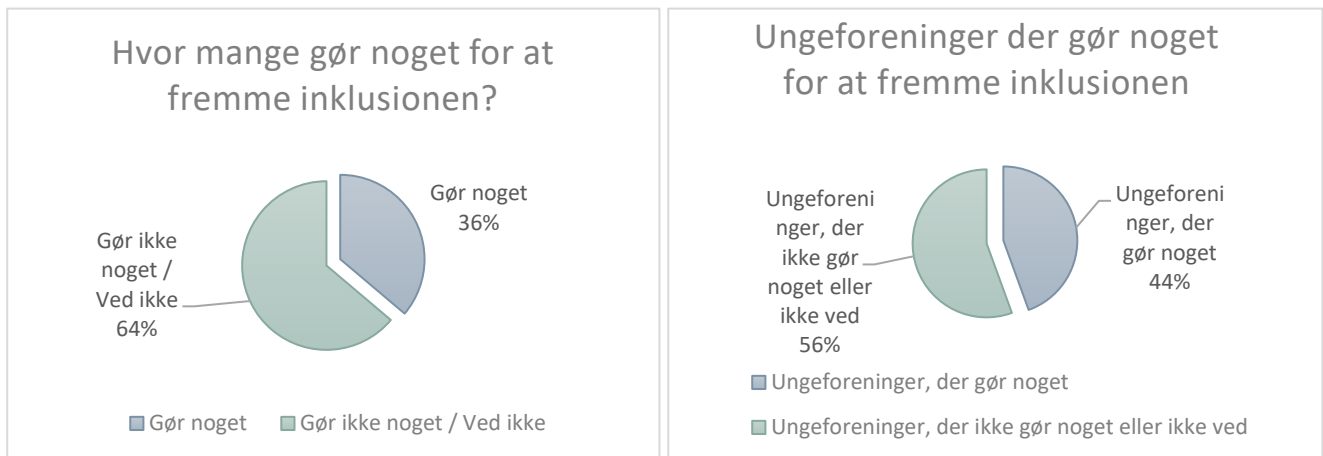 Hvor mange gør noget for at
fremme inklusionen?
Gør noget
36%
Gør ikke
noget /
Ved ikke
64%
Gør noget
Gør ikke noget / Ved ikke
Ungeforeninger der gør noget
for at fremme inklusionen
Ungeforeni
nger, der
ikke gør
noget eller
ikke ved
56%
Ungeforeni
nger, der
gør noget
44%
Ungeforeninger, der gør noget
Ungeforeninger, der ikke gør noget eller ikke ved